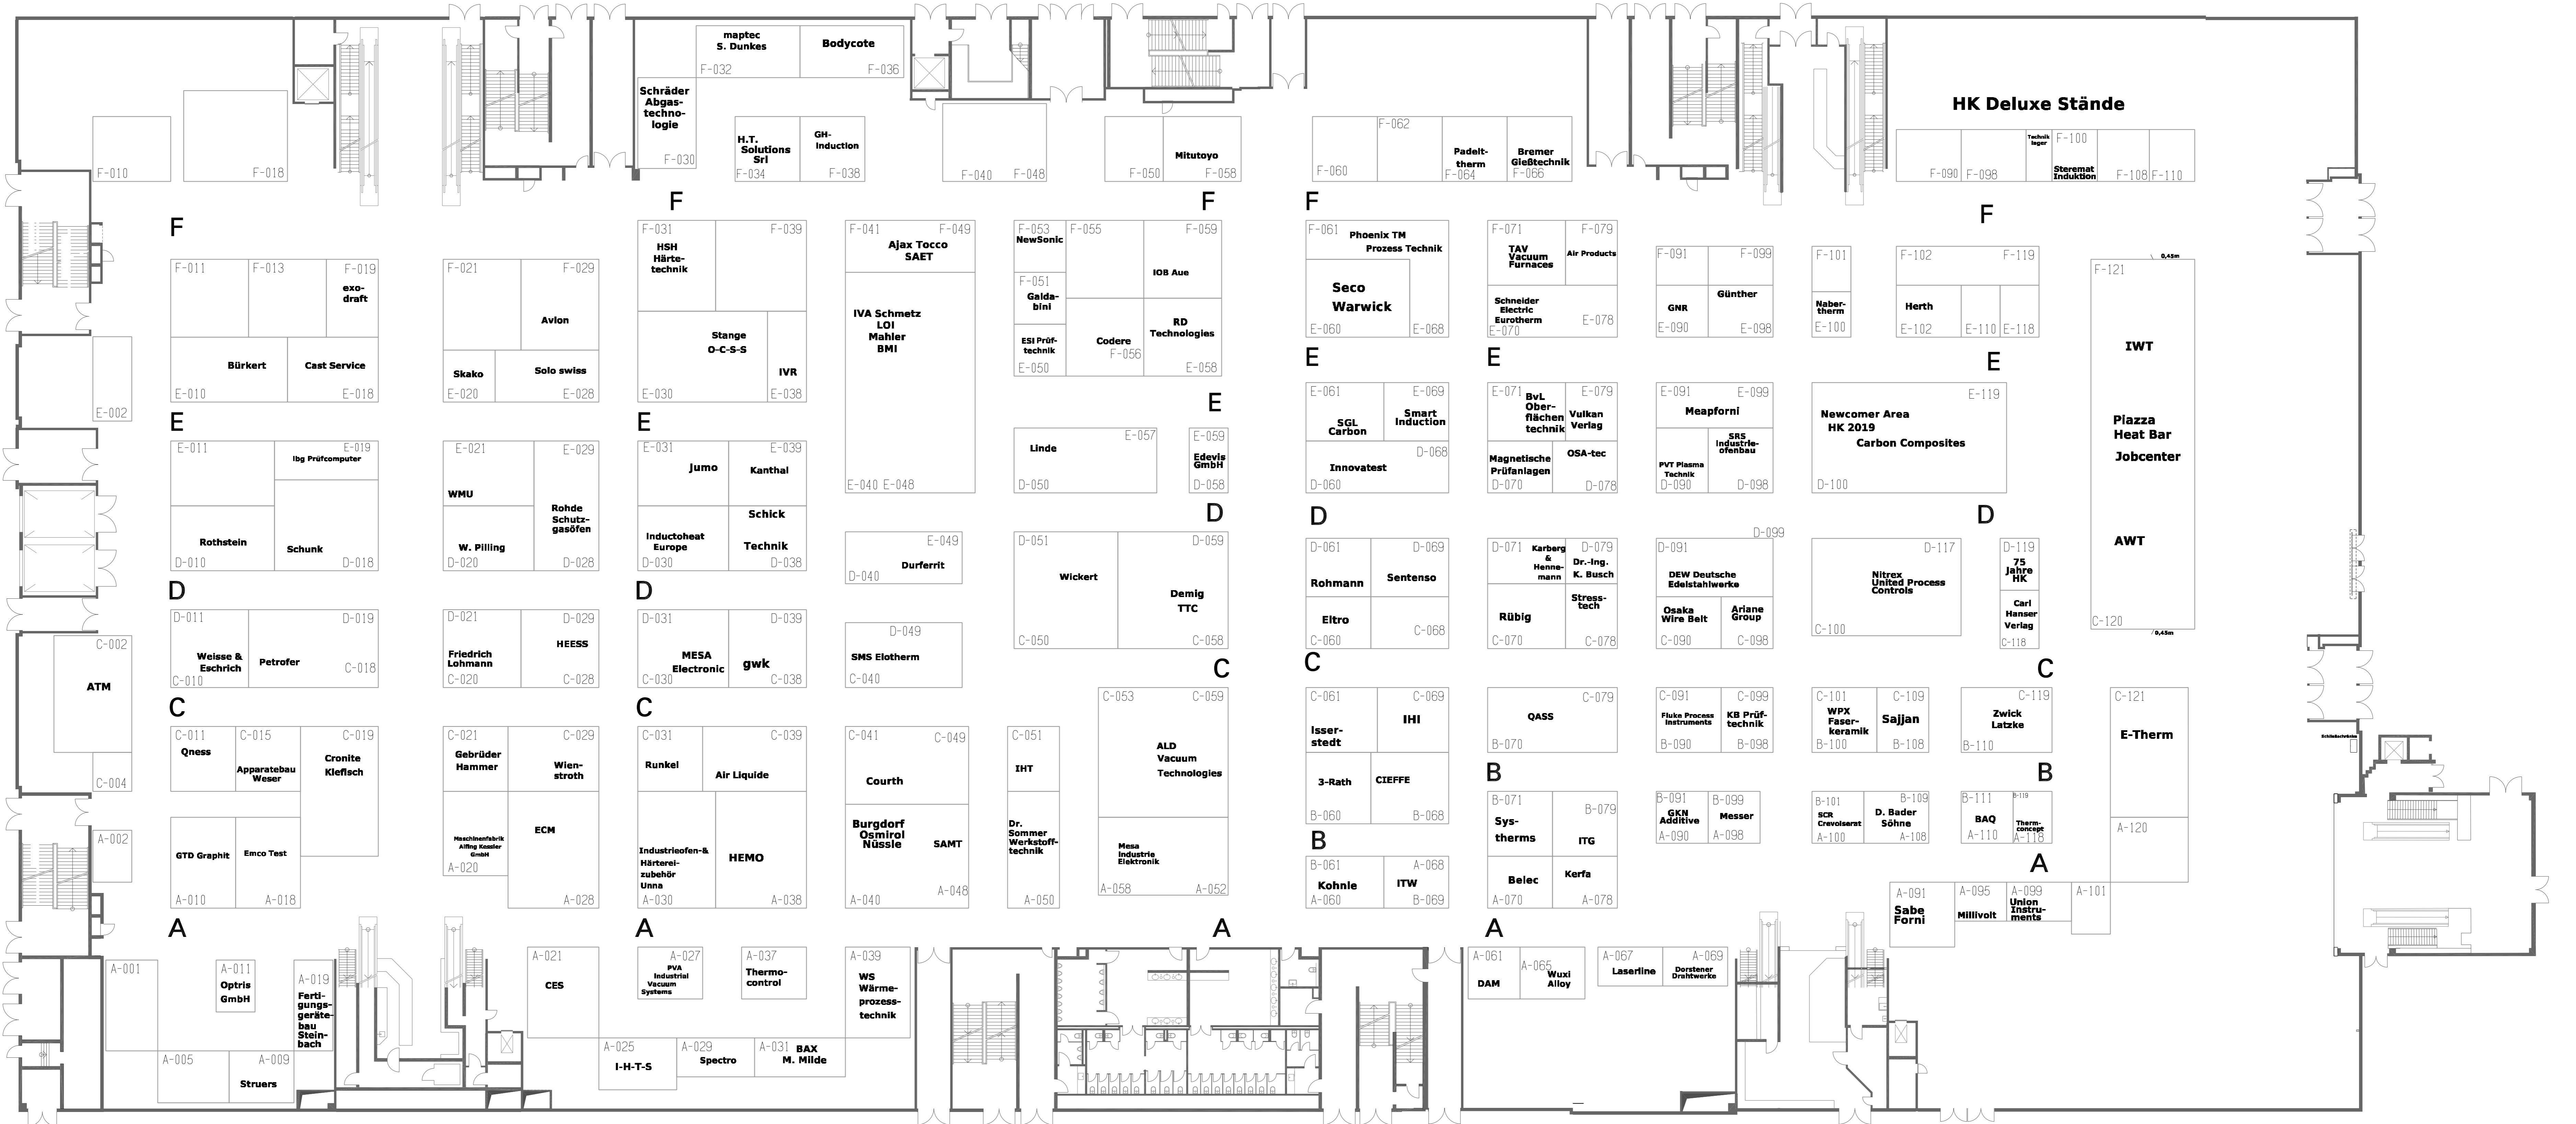 maptec
S. Dunkes
F-032
Bodycote
F-036
HK Deluxe Stände
Schräder
Abgas-
techno-
logie
F-030
H.T.
Solutions
Srl
F-034
GH-
Induction
F-038
F-010
F-018
F-040
F-048
F-050
Mitutoyo
F-058
F-060
F-062
Padelt-
therm
F-064
Bremer
Gießtechnik
F-066
F-090
F-098
Technik
lager
F-100
Steremat
Induktion
F-108
F-110
F
F
F
F
F
F-011
F-013
F-019
exo-
draft
Bürkert
E-010
Cast Service
E-018
F-021
F-029
Avion
Skako
E-020
Solo swiss
E-028
F-031
HSH
Härte-
technik
F-039
Stange
O-C-S-S
E-030
IVR
E-038
F-041
F-049
Ajax Tocco
SAET
IVA Schmetz
LOI
Mahler
BMI
E-040 E-048
F-053
NewSonic
F-055
F-059
IOB Aue
F-051
Galda-
bini
ESI Prüf-
technik
E-050
Codere
F-056
RD
Technologies
E-058
F-061
Phoenix TM
Prozess Technik
Seco
Warwick
E-060
E-068
F-071
TAV
Vacuum
Furnaces
F-079
Air Products
Schneider
Electric
Eurotherm
E-070
E-078
F-091
F-099
GNR
E-090
Günther
E-098
F-101
Naber-
therm
E-100
F-102
F-119
Herth
E-102
E-110
E-118
0,45m
F-121
IWT
Piazza
Heat Bar
Jobcenter
AWT
C-120
0,45m
E-002
E
E
E
E
E
E
E-011
E-019
ibg Prüfcomputer
Rothstein
D-010
Schunk
D-018
E-021
WMU
W. Pilling
D-020
E-029
Rohde
Schutz-
gasöfen
D-028
E-031
Jumo
E-039
Kanthal
Inductoheat
Europe
D-030
Schick
Technik
D-038
E-049
Durferrit
D-040
Linde
E-057
D-050
E-059
Edevis
GmbH
D-058
E-061
SGL
Carbon
E-069
Smart
Induction
Innovatest
D-060
D-068
E-071
BvL
Ober-
flächen
technik
E-079
Vulkan
Verlag
Magnetische
Prüfanlagen
D-070
OSA-tec
D-078
E-091
E-099
Meapforni
PVT Plasma
Technik
D-090
SRS
Industrie-
ofenbau
D-098
E-119
Newcomer Area
HK 2019
Carbon Composites
D-100
D
D
D
D
D
D-011
Weisse &
Eschrich
C-010
Petrofer
D-019
C-018
D-021
Friedrich
Lohmann
C-020
D-029
HEESS
C-028
D-031
MESA
Electronic
C-030
D-039
gwk
C-038
D-049
SMS Elotherm
C-040
D-051
Wickert
C-050
D-059
Demig
TTC
C-058
D-061
Rohmann
D-069
Sentenso
Eltro
C-060
C-068
D-071
Karberg
&
Henne-
mann
D-079
Dr.-Ing.
K. Busch
Rübig
C-070
Stress-
tech
C-078
D-099
D-091
DEW Deutsche
Edelstahlwerke
Osaka
Wire Belt
C-090
Ariane
Group
C-098
D-117
Nitrex
United Process
Controls
C-100
D-119
75
Jahre
HK
Carl
Hanser
Verlag
C-118
C-002
ATM
C-004
C
C
C
C
C
C-011
Qness
C-015
Apparatebau
Weser
C-019
Cronite
Klefisch
GTD Graphit
A-010
Emco Test
A-018
A-002
C-021
Gebrüder
Hammer
C-029
Wien-
stroth
Maschinenfabrik
Alfing Kessler
GmbH
A-020
ECM
A-028
C-031
Runkel
C-039
Air Liquide
Industrieofen-&
Härterei-
zubehör
Unna
A-030
HEMO
A-038
C-041
C-049
Courth
Burgdorf
Osmirol
Nüssle
SAMT
A-040
A-048
C-051
IHT
Dr.
Sommer
Werkstoff-
technik
A-050
C-053
C-059
ALD
Vacuum
Technologies
Mesa
Industrie
Elektronik
A-058
A-052
C-061
Isser-
stedt
C-069
IHI
3-Rath
B-060
CIEFFE
B-068
C-079
QASS
B-070
C-091
Fluke Process
Instruments
B-090
C-099
KB Prüf-
technik
B-098
C-101
WPX
Faser-
keramik
B-100
C-109
Sajjan
B-108
C-119
Zwick
Latzke
B-110
C-121
E-Therm
A-120
B
B
B
B-061
Kohnle
A-060
A-068
ITW
B-069
B-071
Sys-
therms
B-079
ITG
Belec
A-070
Kerfa
A-078
B-091
GKN
Additive
A-090
B-099
Messer
A-098
B-101
SCR
Crevolserat
A-100
B-109
D. Bader
Söhne
A-108
B-111
BAQ
A-110
B-119
Therm-
concept
A-118
A
A
A
A
A
A-091
Sabe
Forni
A-095
Millivolt
A-099
Union
Instru-
ments
A-101
A-001
A-011
Optris
GmbH
A-019
Ferti-
gungs-
geräte-
bau
Stein-
bach
A-005
A-009
Struers
A-021
CES
A-025
I-H-T-S
A-027
PVA
Industrial
Vacuum
Systems
A-029
Spectro
A-037
Thermo-
control
A-031
BAX
M. Milde
A-039
WS
Wärme-
prozess-
technik
A-061
DAM
A-065
Wuxi
Alloy
A-067
Laserline
A-069
Dorstener
Drahtwerke